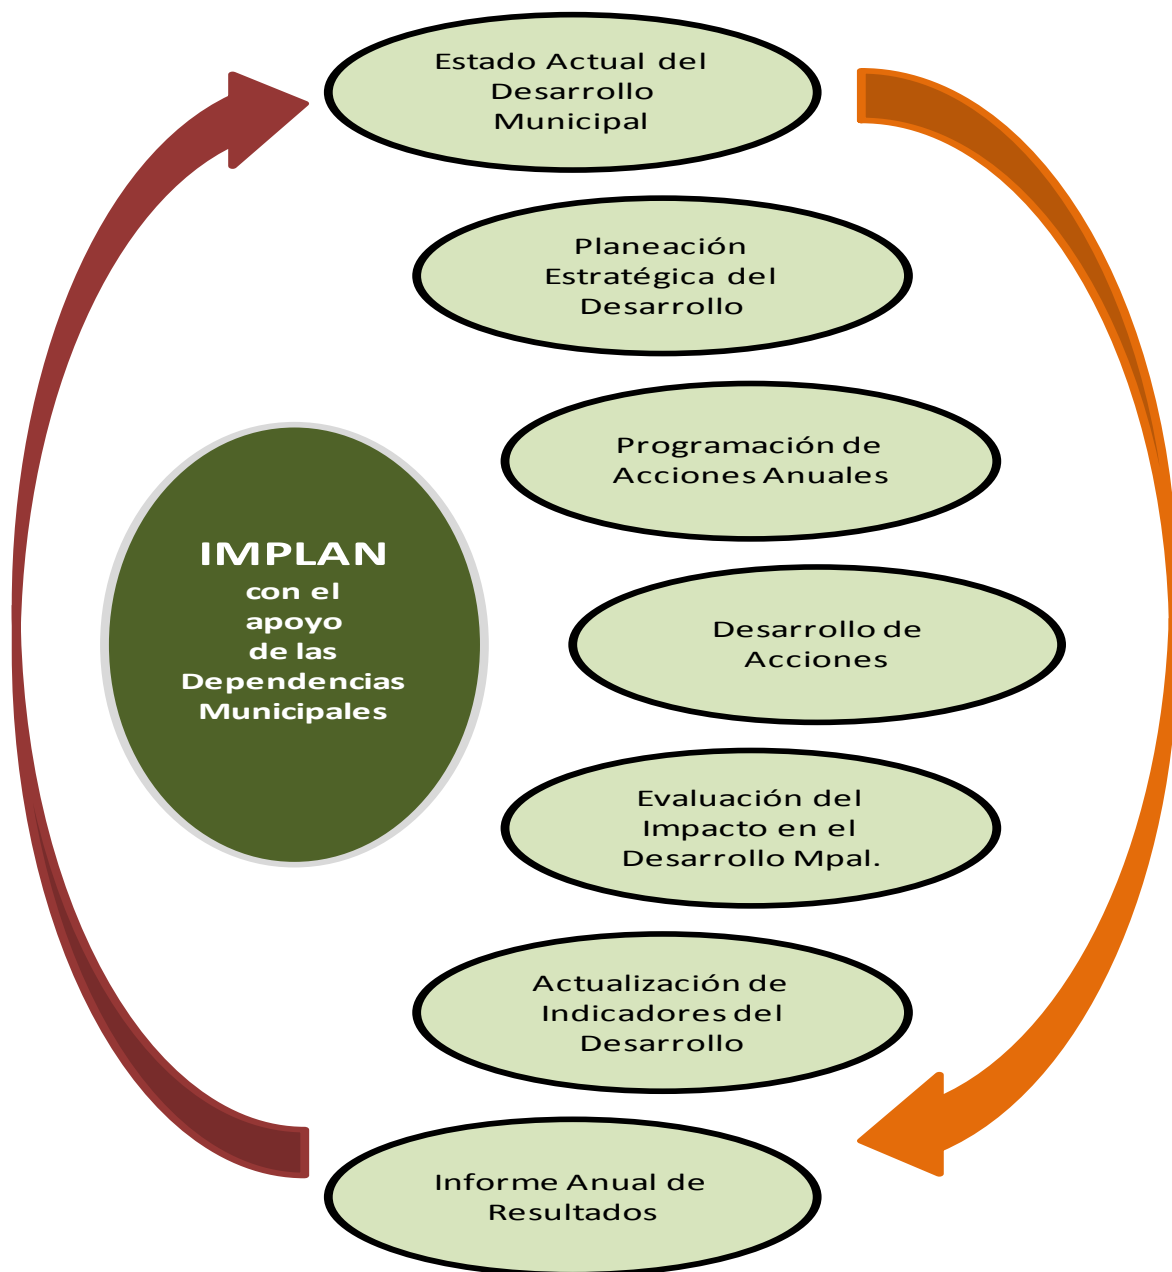 Estado Actual del
Desarrollo
Municipal
Planeación
Estratégica del
Desarrollo
Programación de
Acciones Anuales
IMPLAN
con el
apoyo
de las
Dependencias
Municipales
Desarrollo de
Acciones
Evaluación del
Impacto en el
Desarrollo Mpal.
Actualización de
Indicadores del
Desarrollo
Informe Anual de
Resultados